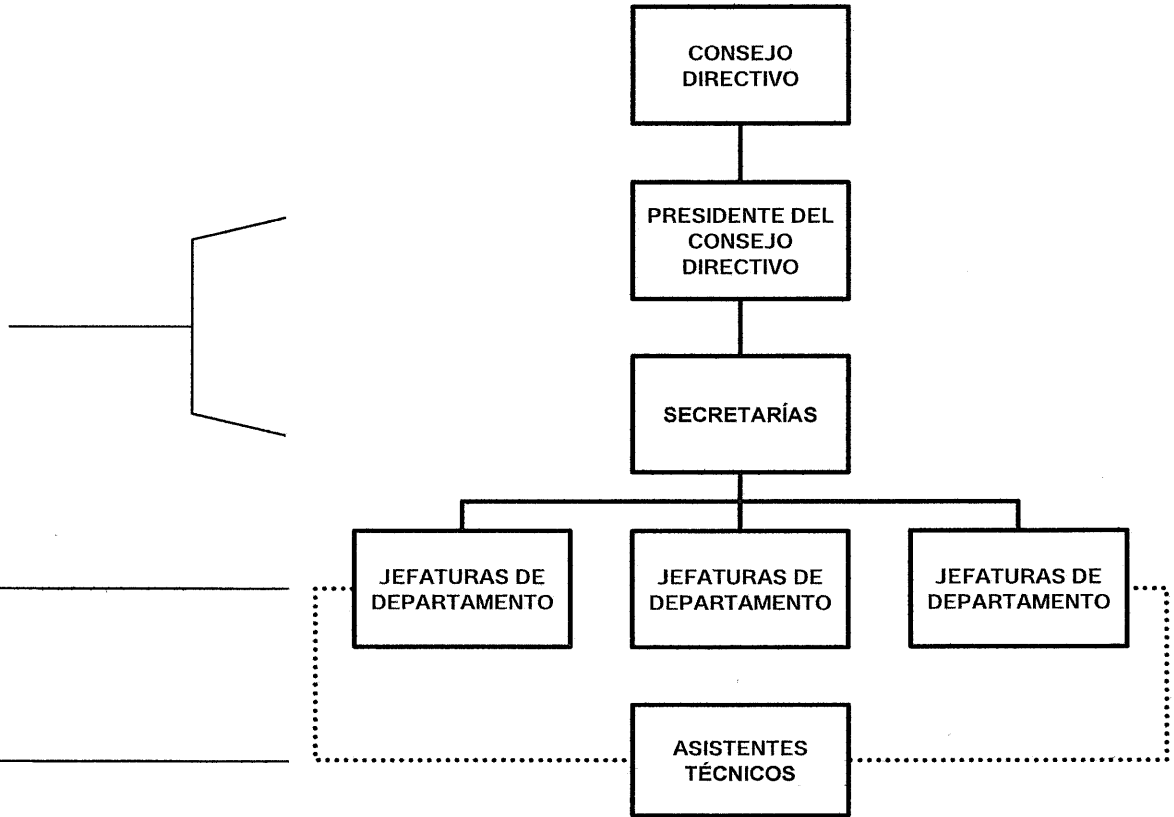 CONSEJO
DIRECTIVO
PRESIDENTE DEL
CONSEJO
DIRECTIVO
SECRETARÍAS
JEFATURAS DE
DEPARTAMENTO
JEFATURAS DE
DEPARTAMENTO
JEFATURAS DE
DEPARTAMENTO
ASISTENTES
TÉCNICOS